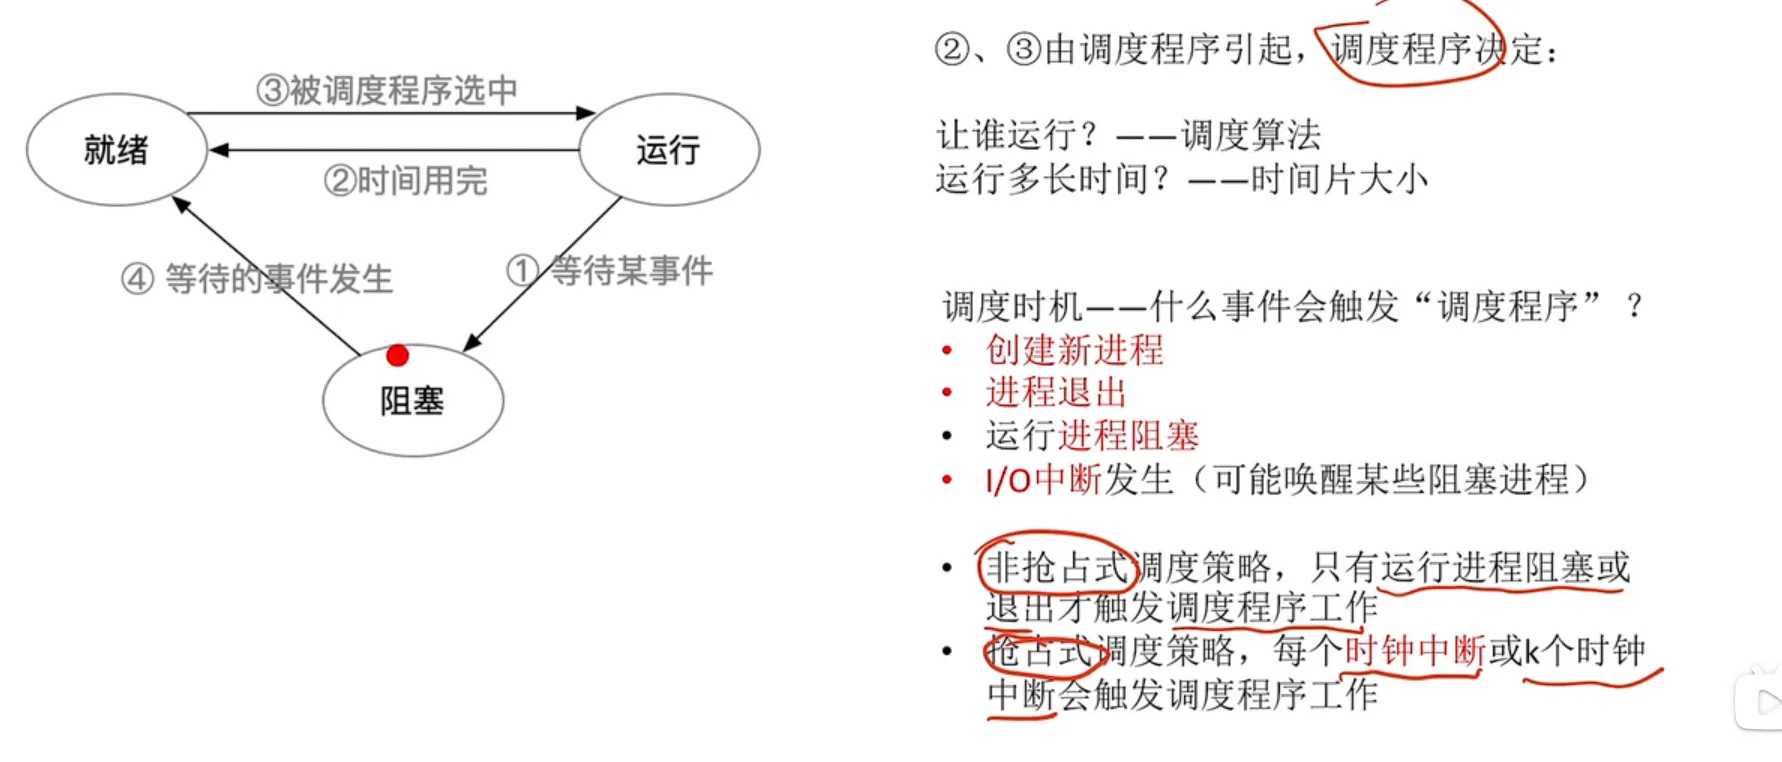 ③被调度程序选中
就绪
运行
②时间用完
④ 等待的事件发生
① 等待某事件
阻塞
②、③由调度程序引起，调度程序决定：
让谁运行？——调度算法
运行多长时间？——时间片大小
调度时机——什么事件会触发“调度程序”？
• 创建新进程
• 进程退出
• 运行进程阻塞
• I/O中断发生（可能唤醒某些阻塞进程）
• 非抢占式调度策略，只有运行进程阻塞或
退出才触发调度程序工作
• 抢占式调度策略，每个时钟中断或k个时钟
中断会触发调度程序工作